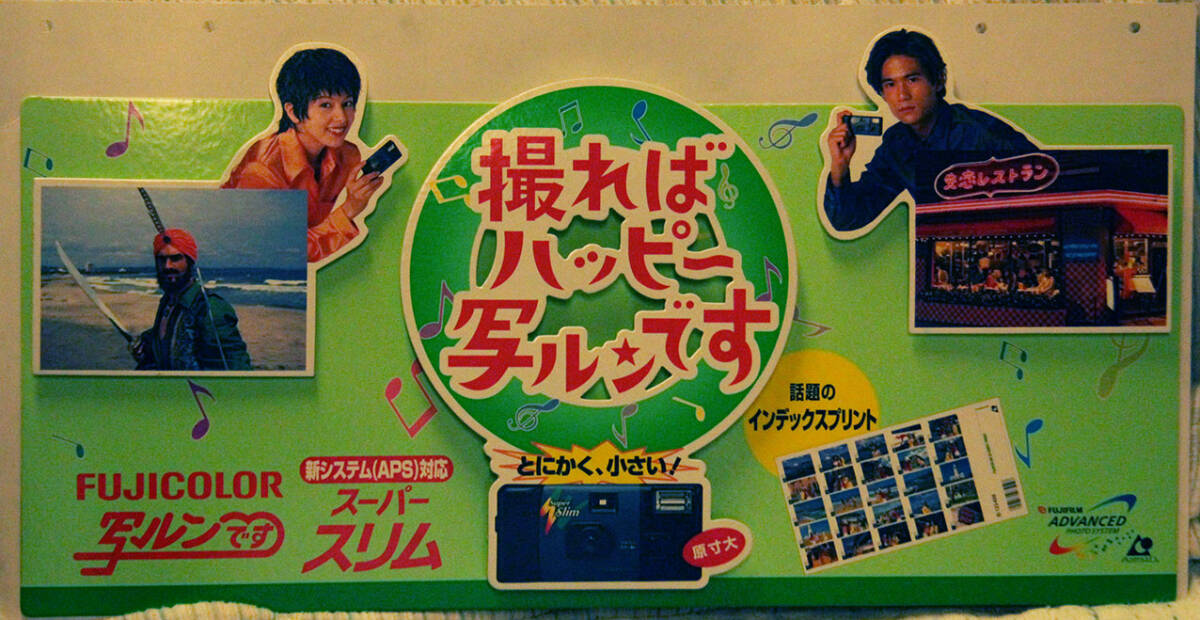 撮れば
ハッピー
写ルンです
文恋レストラン
話題の
インデックスプリント
とにかく、小さい!
Super
Slim
原寸大
FUJICOLOR
写ルンです
新システム(APS)対応
スーパー
スリム
FUJIFILM
ADVANCED
PHOTO SYSTEM